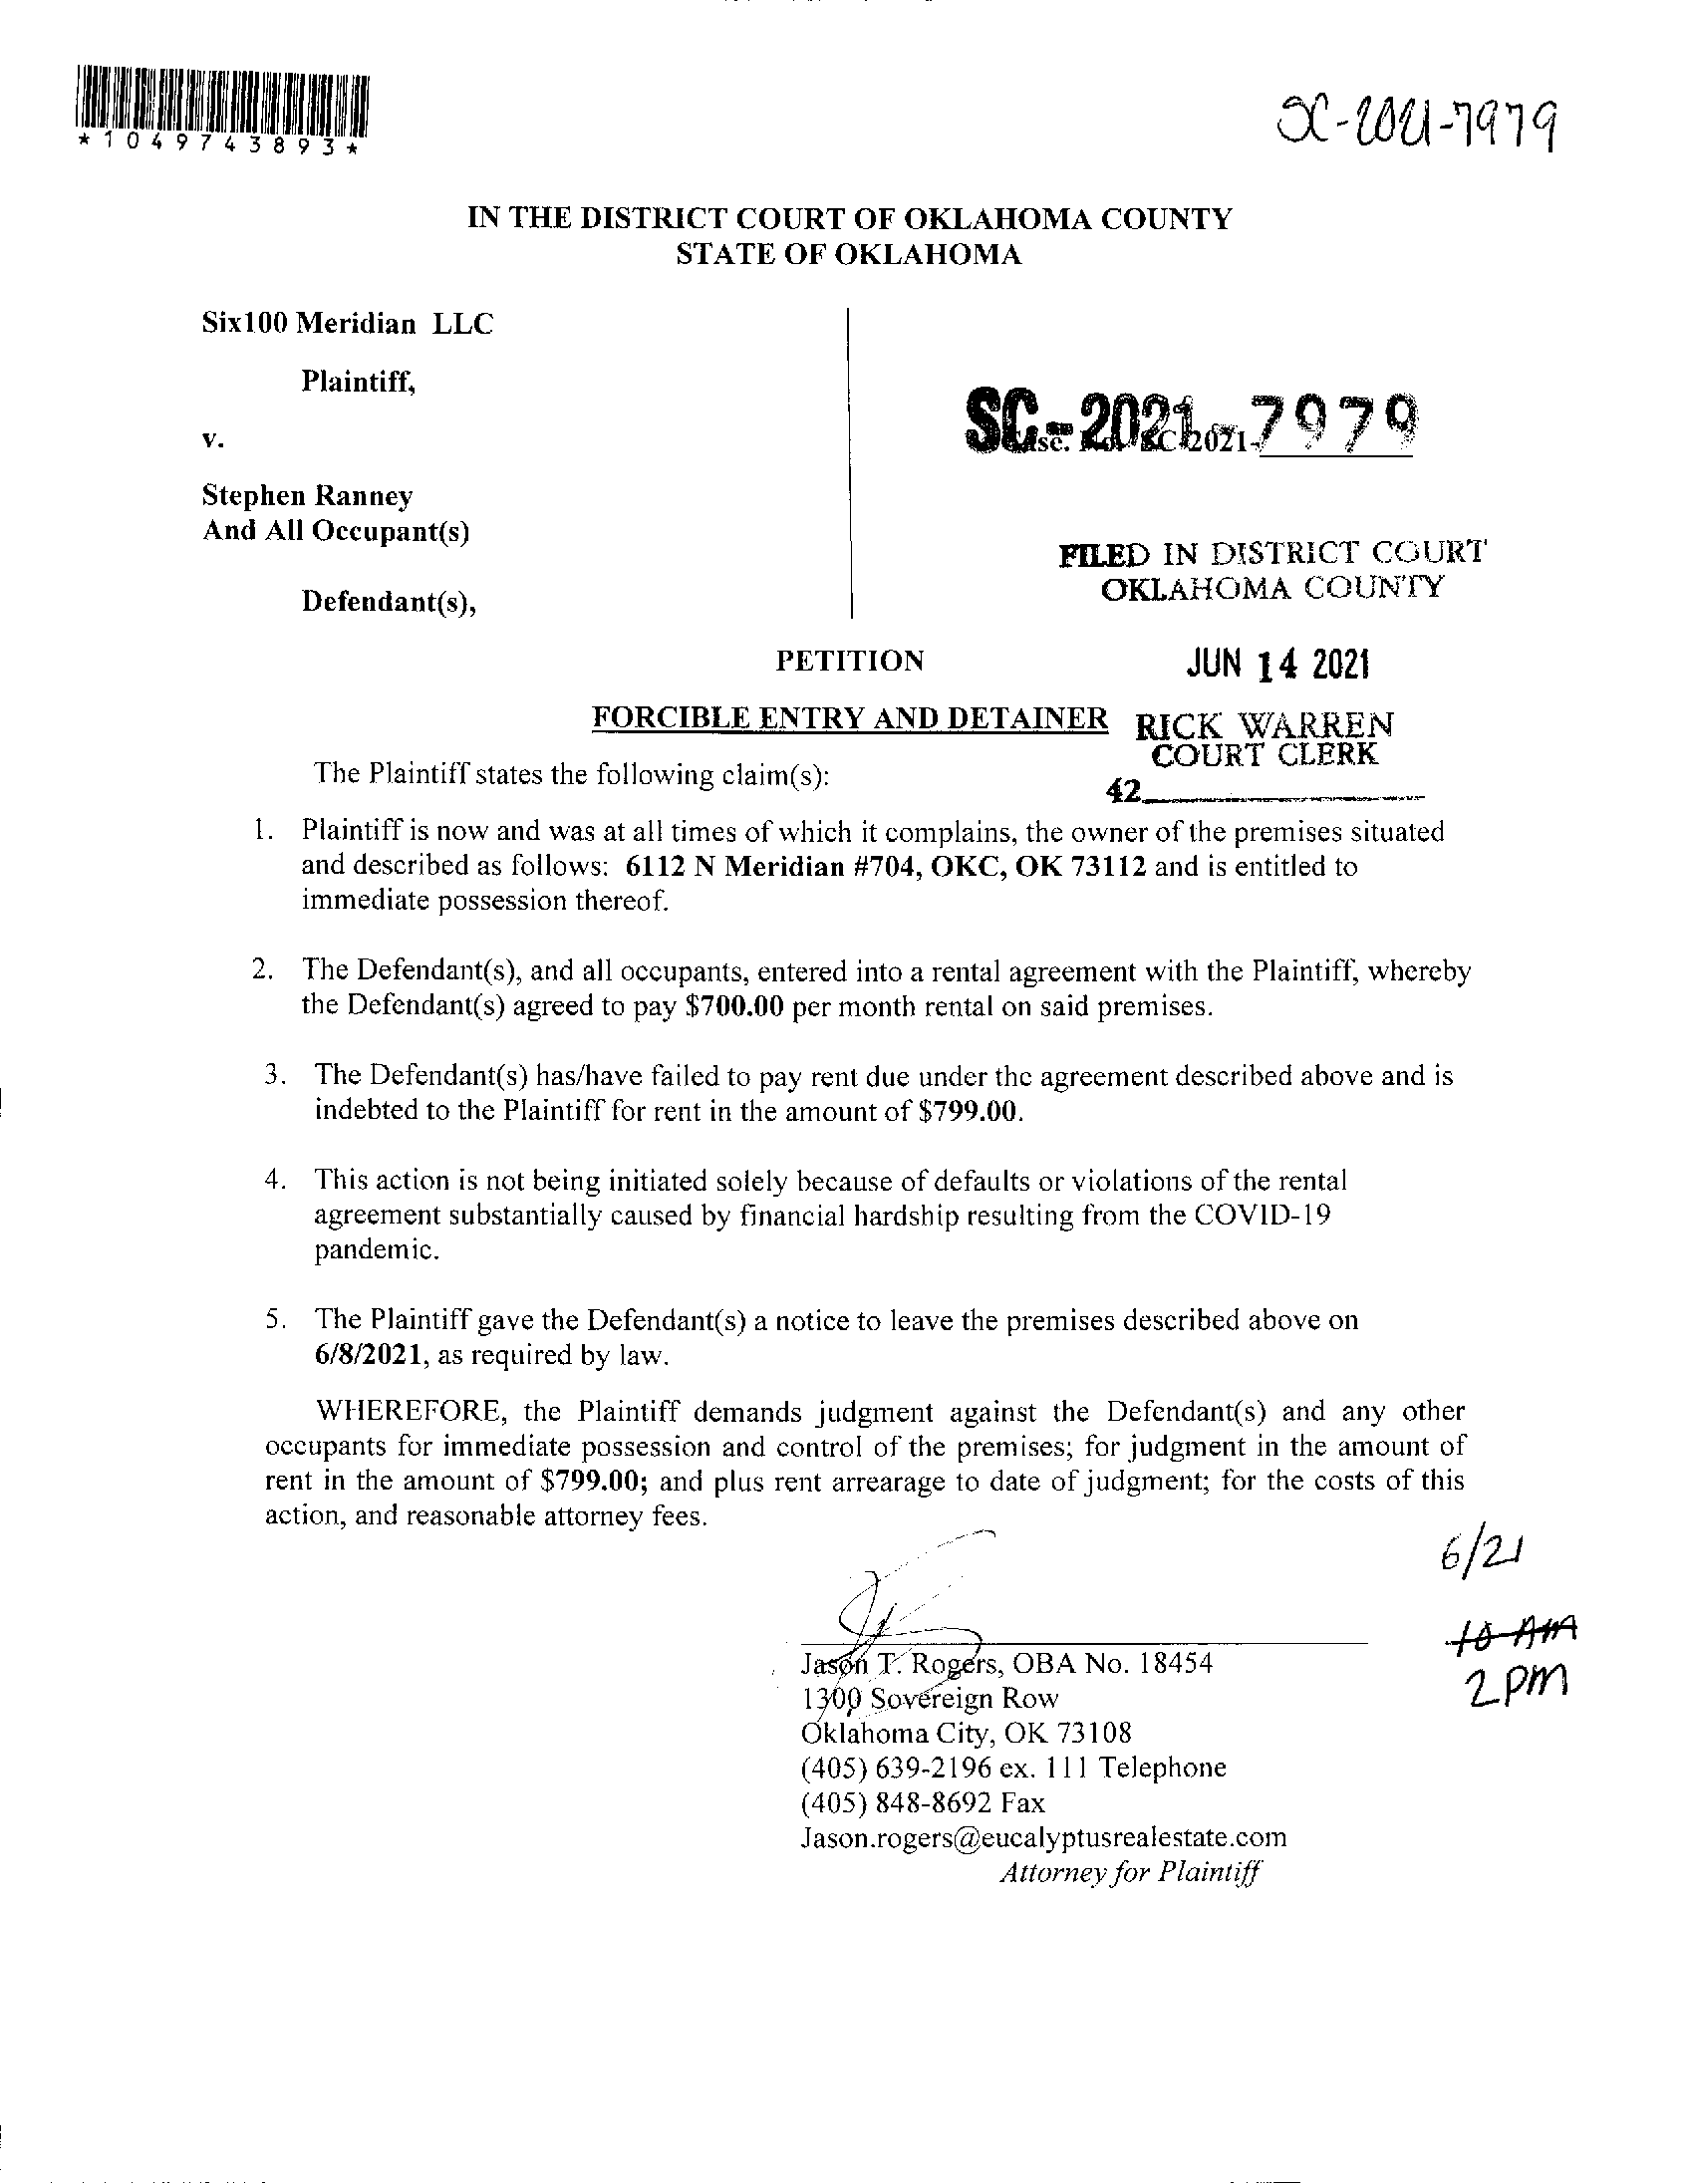 *1049743893*
SC-2021-7979
IN THE DISTRICT COURT OF OKLAHOMA COUNTY
STATE OF OKLAHOMA
Six100 Meridian LLC
Plaintiff,
v.
Stephen Ranney
And All Occupant(s)
Defendant(s),
SC-2021-7979
2021-
FILED IN DISTRICT COURT
OKLAHOMA COUNTY
PETITION
JUN 14 2021
FORCIBLE ENTRY AND DETAINER
RICK WARREN
COURT CLERK
42
The Plaintiff states the following claim(s):
1. Plaintiff is now and was at all times of which it complains, the owner of the premises situated
and described as follows: 6112 N Meridian #704, OKC, OK 73112 and is entitled to
immediate possession thereof.
2. The Defendant(s), and all occupants, entered into a rental agreement with the Plaintiff, whereby
the Defendant(s) agreed to pay $700.00 per month rental on said premises.
3. The Defendant(s) has/have failed to pay rent due under the agreement described above and is
indebted to the Plaintiff for rent in the amount of $799.00.
4. This action is not being initiated solely because of defaults or violations of the rental
agreement substantially caused by financial hardship resulting from the COVID-19
pandemic.
5. The Plaintiff gave the Defendant(s) a notice to leave the premises described above on
6/8/2021, as required by law.
WHEREFORE, the Plaintiff demands judgment against the Defendant(s) and any other
occupants for immediate possession and control of the premises; for judgment in the amount of
rent in the amount of $799.00; and plus rent arrearage to date of judgment; for the costs of this
action, and reasonable attorney fees.
6/21
10 AM
2 PM
Jason T. Rogers, OBA No. 18454
1300 Sovereign Row
Oklahoma City, OK 73108
(405) 639-2196 ex. 111 Telephone
(405) 848-8692 Fax
Jason.rogers@eucalyptusrealestate.com
Attorney for Plaintiff